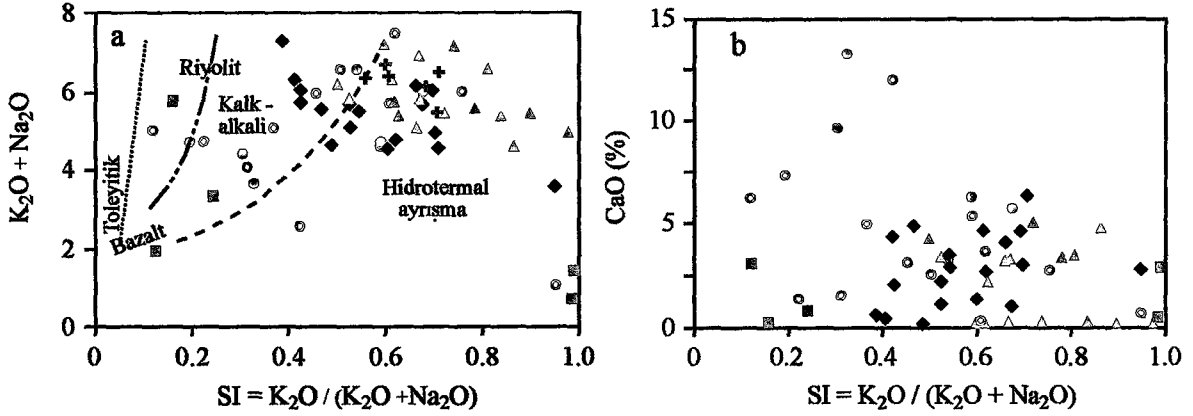 a
8
6
4
2
0
K₂O + Na₂O
Toleyitik
Bazalt
Riyolit
Kalk-
alkali
Hidrotermal
ayrışma
0 0.2 0.4 0.6 0.8 1.0
SI = K₂O / (K₂O +Na₂O)
b
15
10
5
0
CaO (%)
0 0.2 0.4 0.6 0.8 1.0
SI = K₂O / (K₂O + Na₂O)